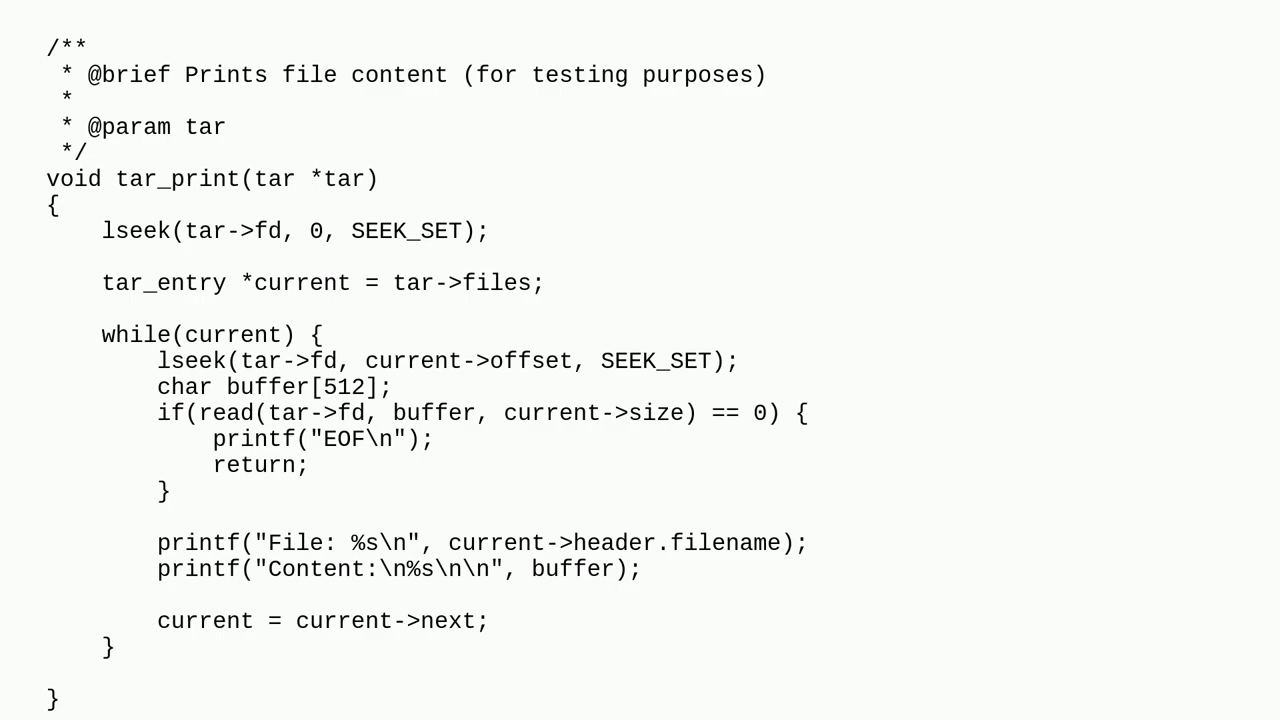 /**
 * @brief Prints file content (for testing purposes)
 *
 * @param tar
 */
void tar_print(tar *tar)
{
    lseek(tar->fd, 0, SEEK_SET);

    tar_entry *current = tar->files;

    while(current) {
        lseek(tar->fd, current->offset, SEEK_SET);
        char buffer[512];
        if(read(tar->fd, buffer, current->size) == 0) {
            printf("EOF\n");
            return;
        }

        printf("File: %s\n", current->header.filename);
        printf("Content:\n%s\n\n", buffer);

        current = current->next;
    }

}